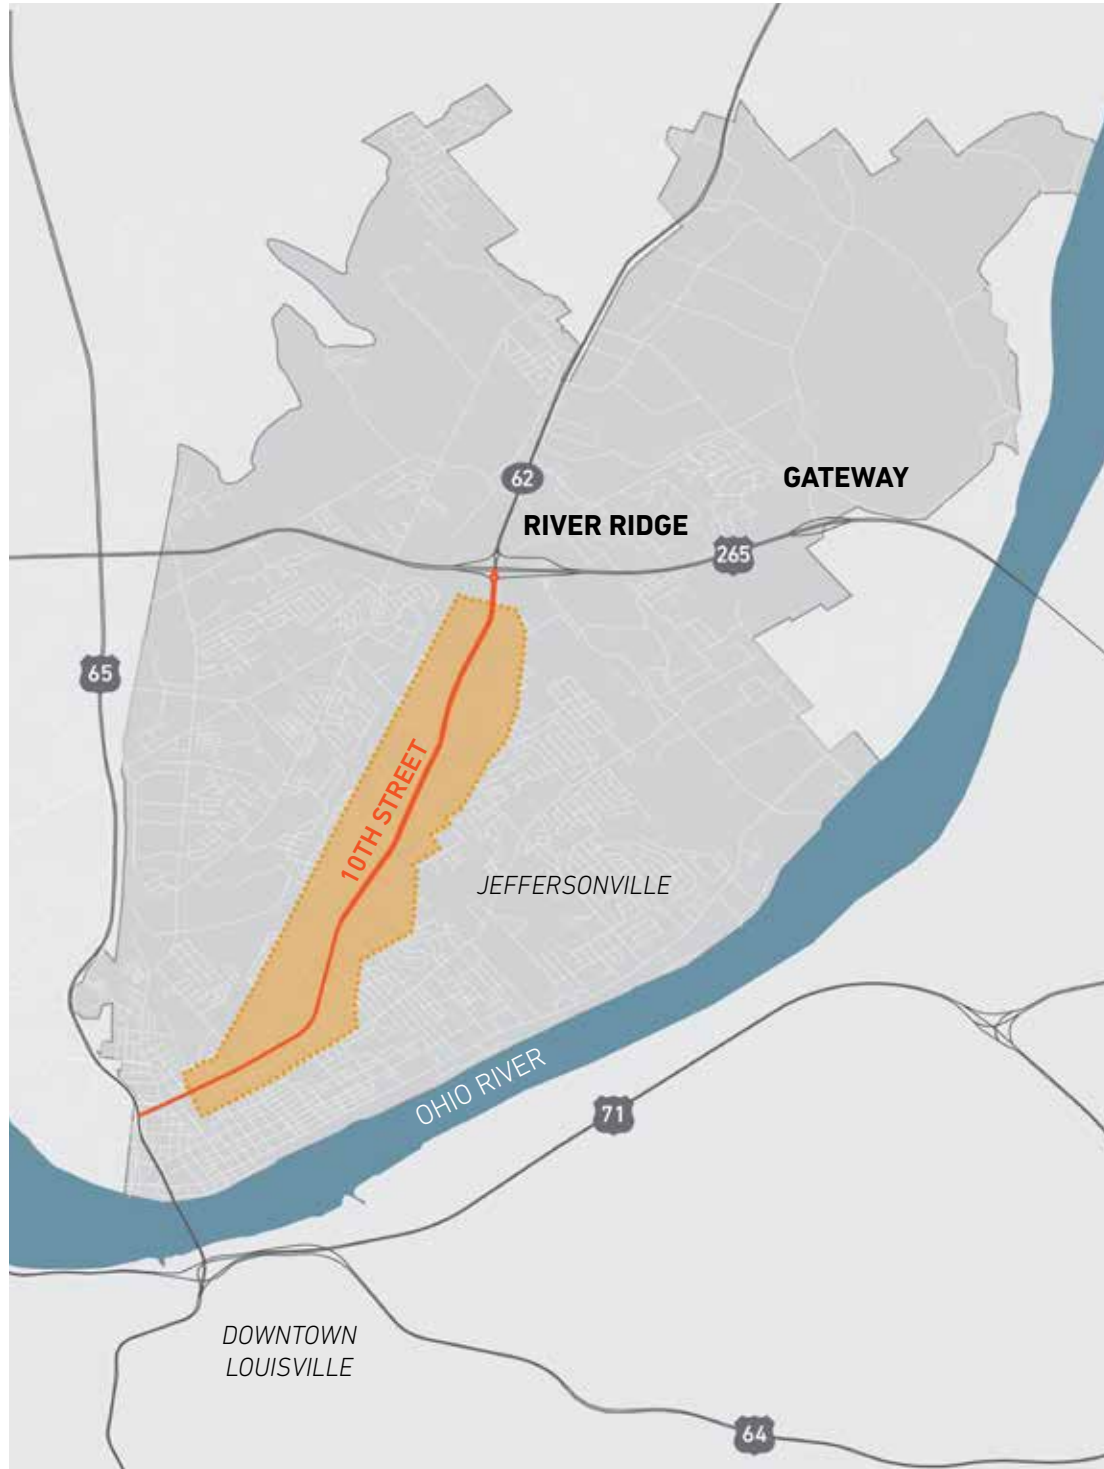 GATEWAY
62
RIVER RIDGE
265
65
10TH STREET
JEFFERSONVILLE
OHIO RIVER
71
DOWNTOWN
LOUISVILLE
64